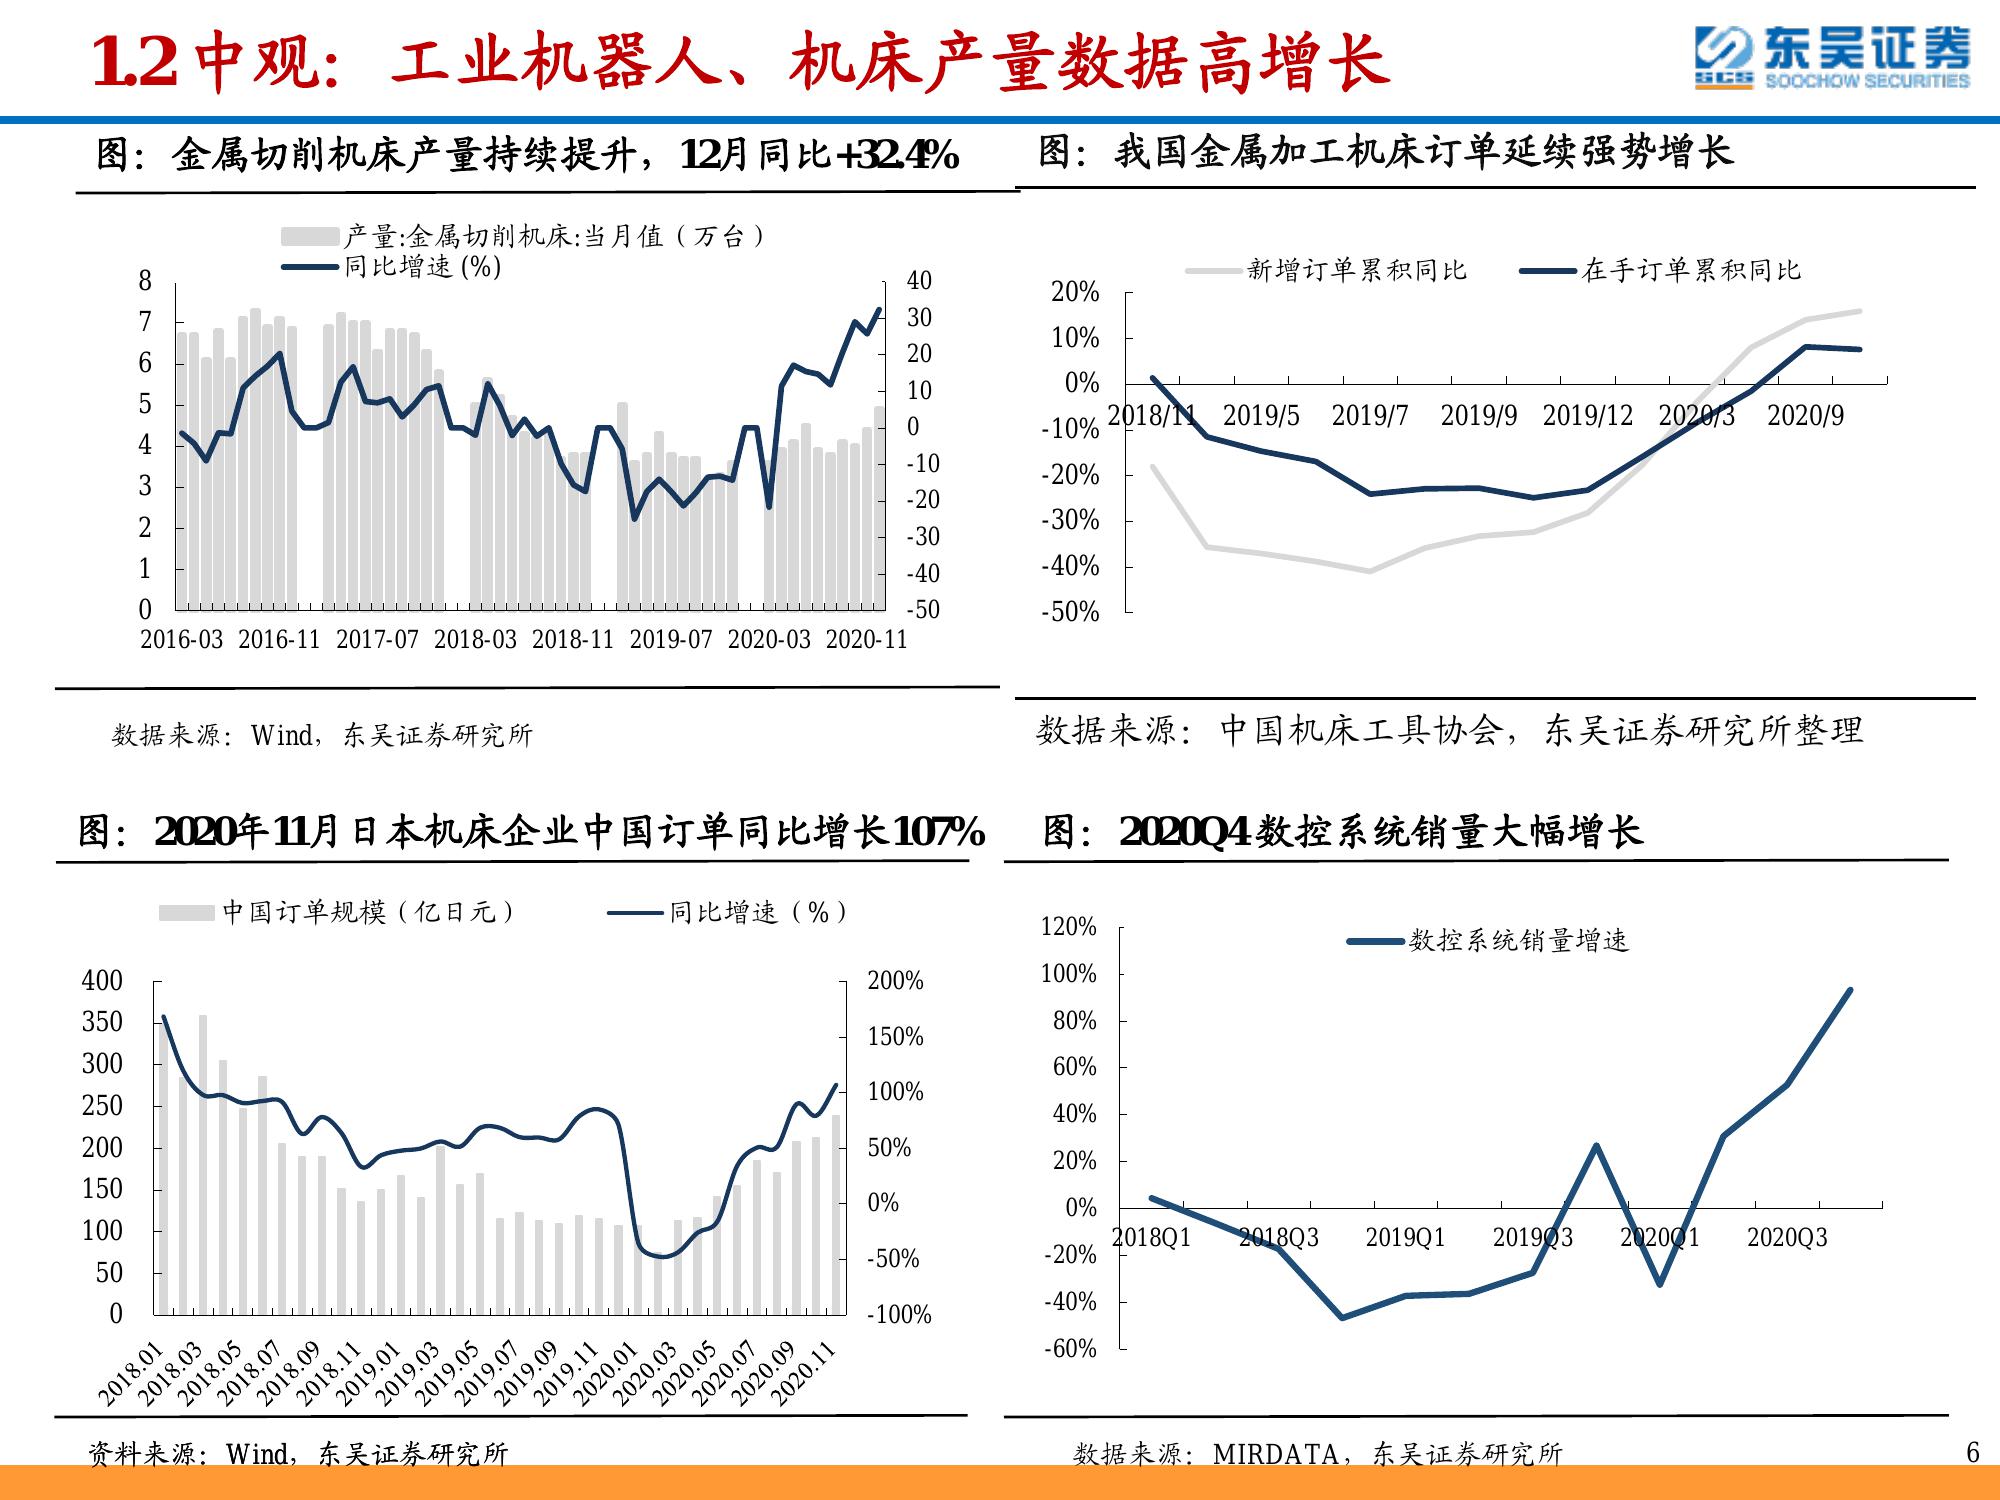 1.2 中观：工业机器人、机床产量数据高增长
东吴证券
SCS
SOOCHOW SECURITIES
图：金属切削机床产量持续提升，12月同比+32.4%
产量:金属切削机床:当月值（万台）
同比增速 (%)
8
7
6
5
4
3
2
1
0
40
30
20
10
0
-10
-20
-30
-40
-50
2016-03 2016-11 2017-07 2018-03 2018-11 2019-07 2020-03 2020-11
数据来源：Wind，东吴证券研究所
图：我国金属加工机床订单延续强势增长
新增订单累积同比 在手订单累积同比
20%
10%
0%
-10%
-20%
-30%
-40%
-50%
2018/11 2019/5 2019/7 2019/9 2019/12 2020/3 2020/9
数据来源：中国机床工具协会，东吴证券研究所整理
图：2020年11月日本机床企业中国订单同比增长107%
中国订单规模（亿日元） 同比增速（%）
400
350
300
250
200
150
100
50
0
200%
150%
100%
50%
0%
-50%
-100%
2018.01 2018.03 2018.05 2018.07 2018.09 2018.11 2019.01 2019.03 2019.05 2019.07 2019.09 2019.11 2020.01 2020.03 2020.05 2020.07 2020.09 2020.11
资料来源：Wind，东吴证券研究所
图：2020Q4数控系统销量大幅增长
数控系统销量增速
120%
100%
80%
60%
40%
20%
0%
-20%
-40%
-60%
2018Q1 2018Q3 2019Q1 2019Q3 2020Q1 2020Q3
数据来源：MIRDATA，东吴证券研究所
6